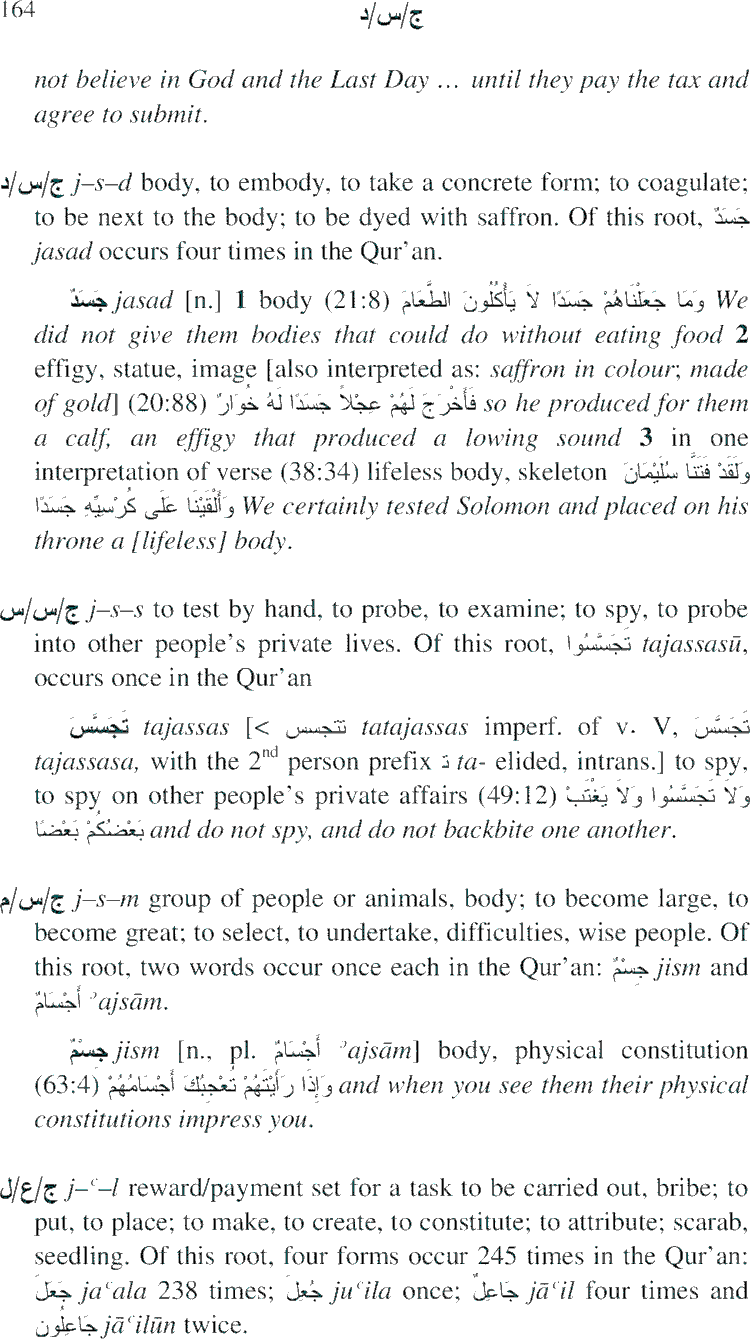 164
ج/س/د
not believe in God and the Last Day … until they pay the tax and
agree to submit.
ج/س/د j–s–d body, to embody, to take a concrete form; to coagulate;
to be next to the body; to be dyed with saffron. Of this root, جَسَدٌ
jasad occurs four times in the Qur’an.
جَسَدٌ jasad [n.] 1 body (21:8) وَمَا جَعَلْنَاهُمْ جَسَدًا لاَ يَأْكُلُونَ الطَّعَامَ We
did not give them bodies that could do without eating food 2
effigy, statue, image [also interpreted as: saffron in colour; made
of gold] (20:88) فَأَخْرَجَ لَهُمْ عِجْلاً جَسَدًا لَهُ خُوَارٌ so he produced for them
a calf, an effigy that produced a lowing sound 3 in one
interpretation of verse (38:34) lifeless body, skeleton وَلَقَدْ فَتَنَّا سُلَيْمَانَ
وَأَلْقَيْنَا عَلَى كُرْسِيِّهِ جَسَدًا We certainly tested Solomon and placed on his
throne a [lifeless] body.
ج/س/س j–s–s to test by hand, to probe, to examine; to spy, to probe
into other people’s private lives. Of this root, تَجَسَّسُوا tajassasū,
occurs once in the Qur’an
تَجَسَّسَ tajassas [< تتجسس tatajassas imperf. of v. V, تَجَسَّسَ
tajassasa, with the 2nd person prefix تَ ta- elided, intrans.] to spy,
to spy on other people’s private affairs (49:12) وَلاَ تَجَسَّسُوا وَلاَ يَغْتَبْ
بَعْضُكُمْ بَعْضًا and do not spy, and do not backbite one another.
ج/س/م j–s–m group of people or animals, body; to become large, to
become great; to select, to undertake, difficulties, wise people. Of
this root, two words occur once each in the Qur’an: جِسْمٌ jism and
أَجْسَامٌ ʾajsām.
جِسْمٌ jism [n., pl. أَجْسَامٌ ʾajsām] body, physical constitution
(63:4) وَإِذَا رَأَيْتَهُمْ تُعْجِبُكَ أَجْسَامُهُمْ and when you see them their physical
constitutions impress you.
ج/ع/ل j–ʿ–l reward/payment set for a task to be carried out, bribe; to
put, to place; to make, to create, to constitute; to attribute; scarab,
seedling. Of this root, four forms occur 245 times in the Qur’an:
جَعَلَ jaʿala 238 times; جُعِلَ juʿila once; جَاعِلٌ jāʿil four times and
جَاعِلُون jāʿilūn twice.